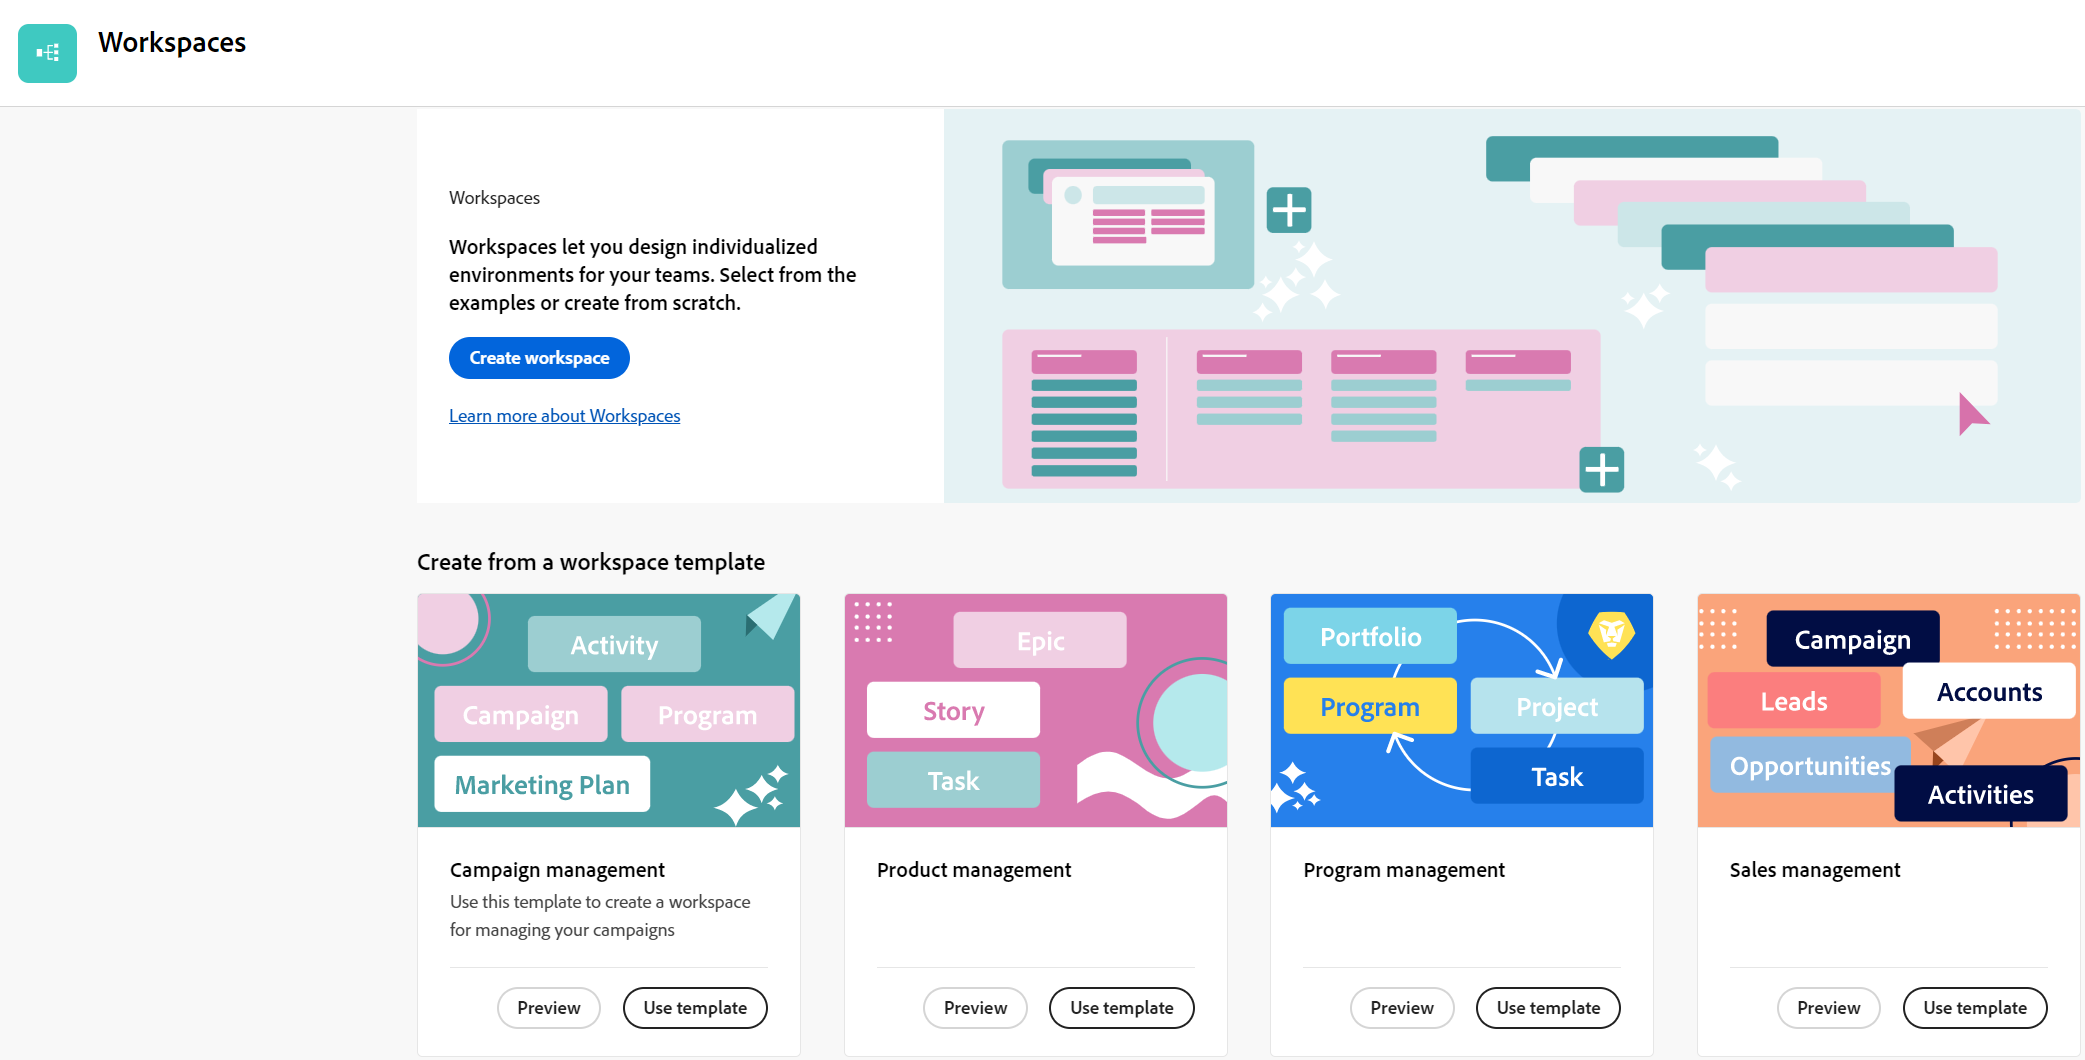 Workspaces
Workspaces
Workspaces let you design individualized
environments for your teams. Select from the
examples or create from scratch.
Create workspace
Learn more about Workspaces
Create from a workspace template
Activity
Campaign
Program
Marketing Plan
Campaign management
Use this template to create a workspace
for managing your campaigns
Preview
Use template
Epic
Story
Task
Product management
Preview
Use template
Portfolio
Program
Project
Task
Program management
Preview
Use template
Campaign
Accounts
Leads
Opportunities
Activities
Sales management
Preview
Use template